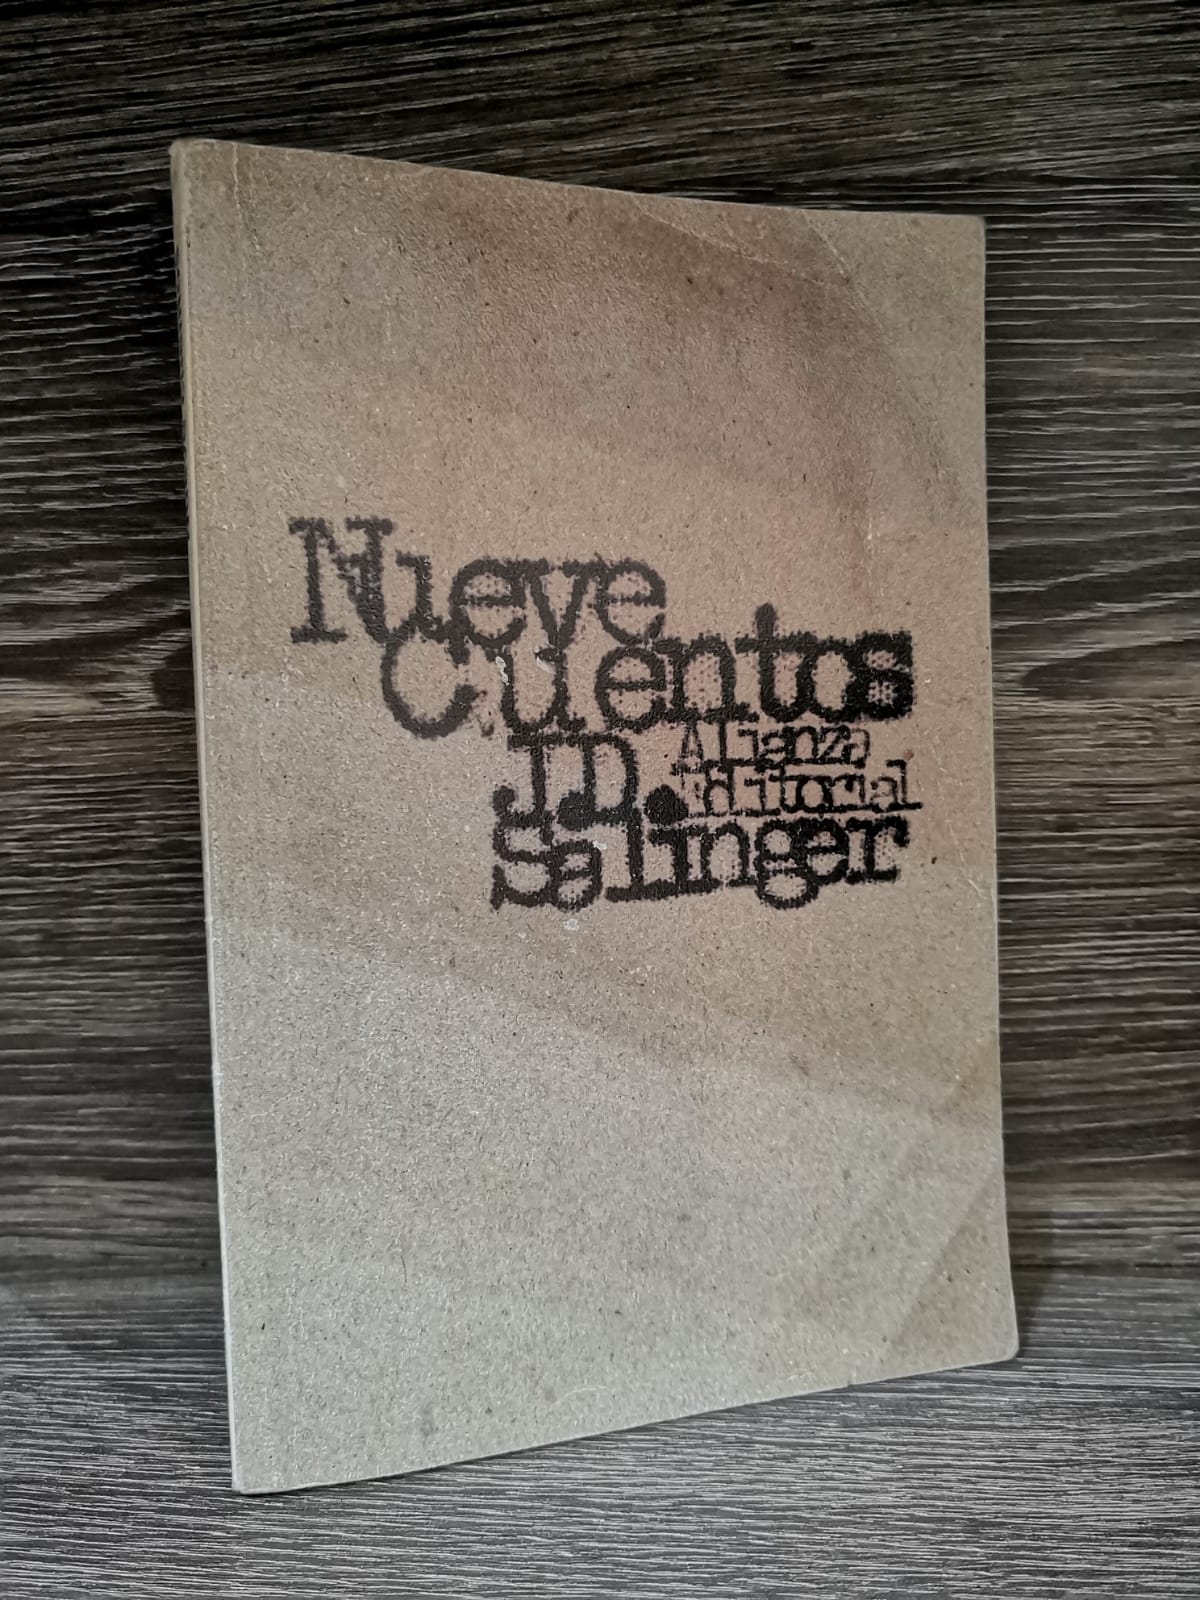 Nueve
Cuentos
J.D.
Alianza
Editorial
Salinger